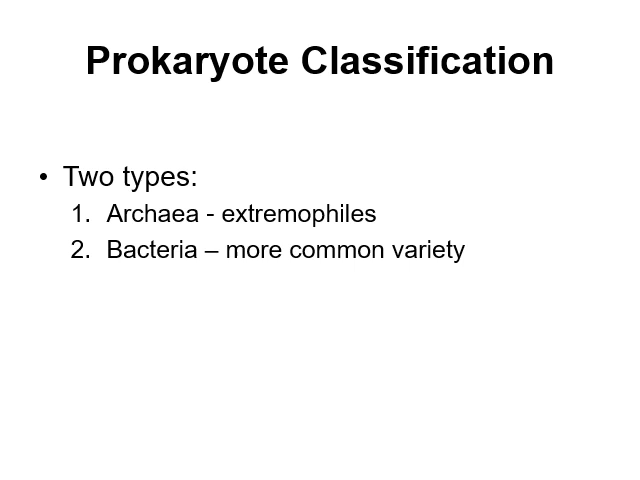 Prokaryote Classification
• Two types:
1. Archaea - extremophiles
2. Bacteria – more common variety